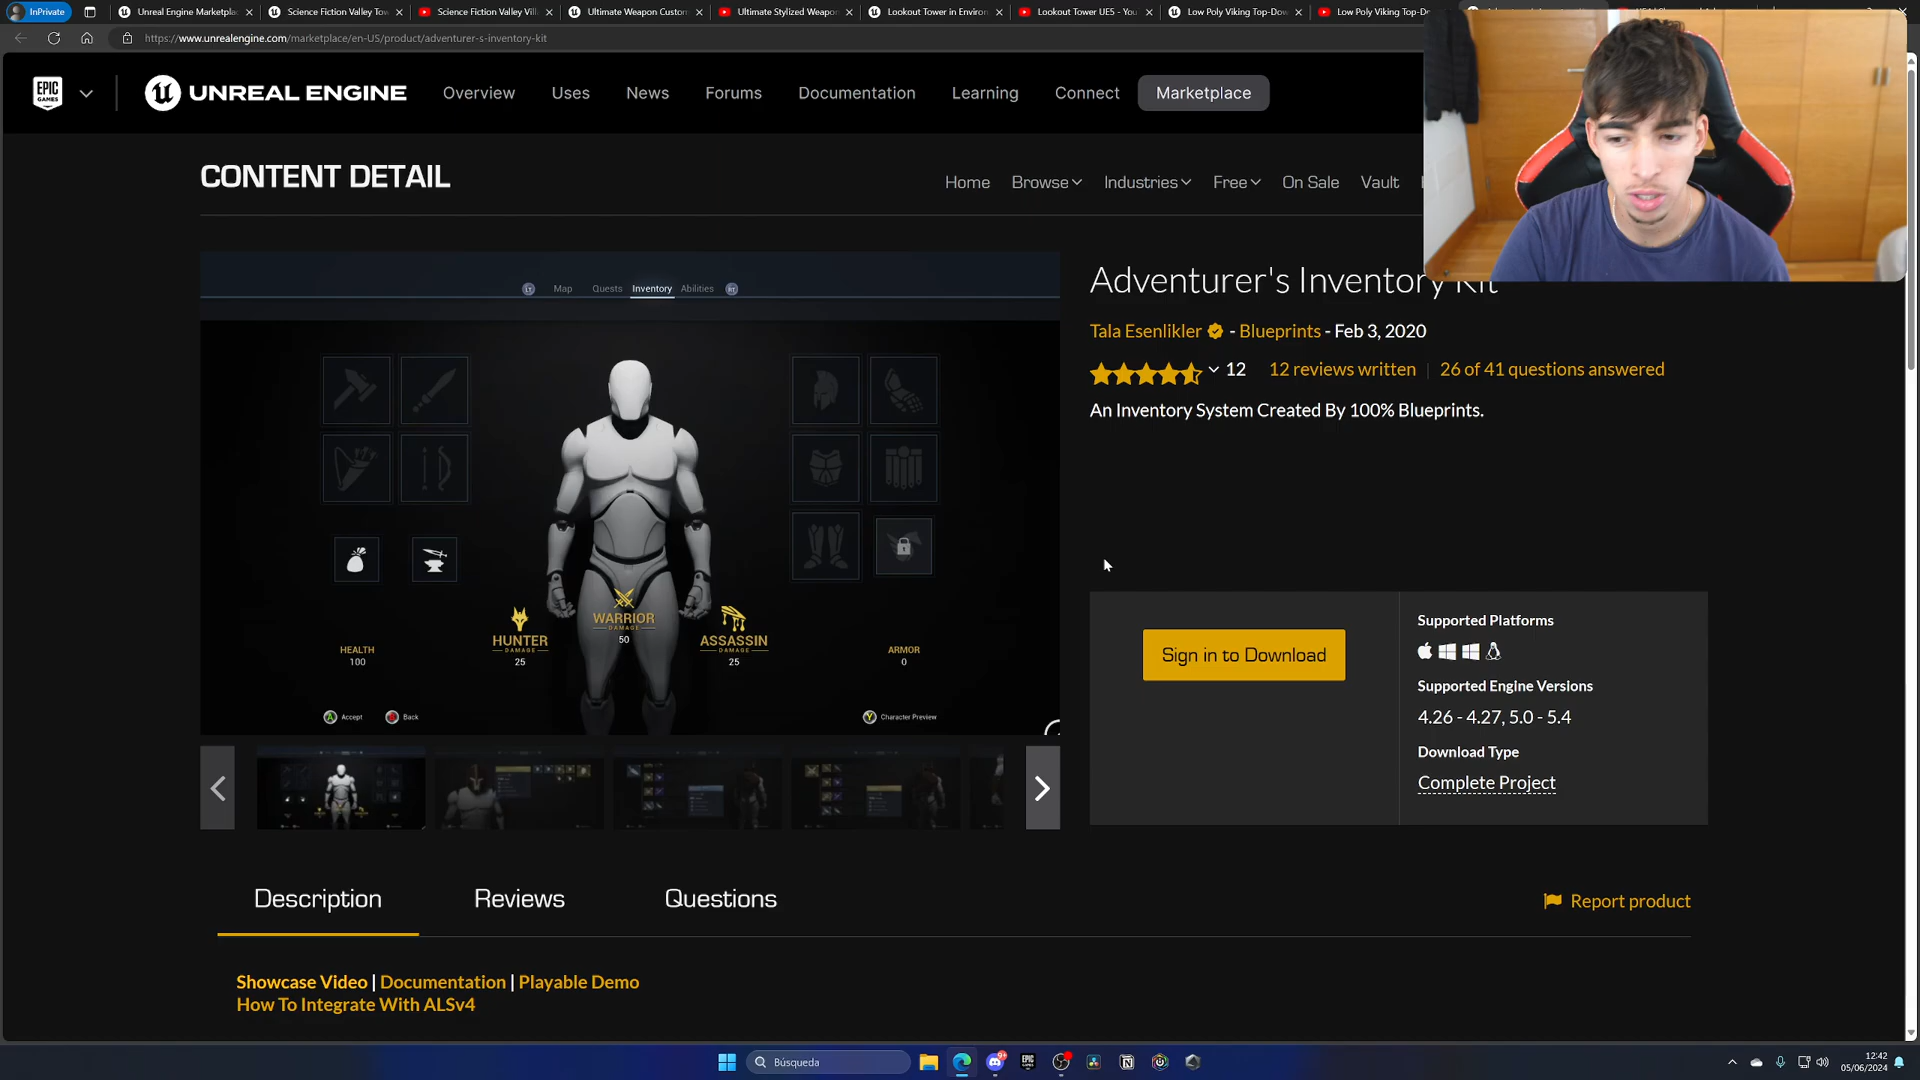 InPrivate
Unreal Engine Marketpla
Science Fiction Valley Tow
Science Fiction Valley Vill
Ultimate Weapon Custom
Ultimate Stylized Weapo
Lookout Tower in Environ
Lookout Tower UE5 - You
Low Poly Viking Top-Dow
Low Poly Viking Top-Do
https://www.unrealengine.com/marketplace/en-US/product/adventurer-s-inventory-kit
EPIC GAMES
UNREAL ENGINE
Overview
Uses
News
Forums
Documentation
Learning
Connect
Marketplace
CONTENT DETAIL
Home
Browse
Industries
Free
On Sale
Vault
LT
Map
Quests
Inventory
Abilities
RT
HUNTER
DAMAGE
25
WARRIOR
DAMAGE
50
ASSASSIN
DAMAGE
25
HEALTH
100
ARMOR
0
A Accept
Back
Y Character Preview
Adventurer's Inventory Kit
Tala Esenlikler - Blueprints - Feb 3, 2020
12 12 reviews written | 26 of 41 questions answered
An Inventory System Created By 100% Blueprints.
Sign in to Download
Supported Platforms
Supported Engine Versions
4.26 - 4.27, 5.0 - 5.4
Download Type
Complete Project
Description
Reviews
Questions
Report product
Showcase Video | Documentation | Playable Demo
How To Integrate With ALSv4
Búsqueda
12:42
05/06/2024